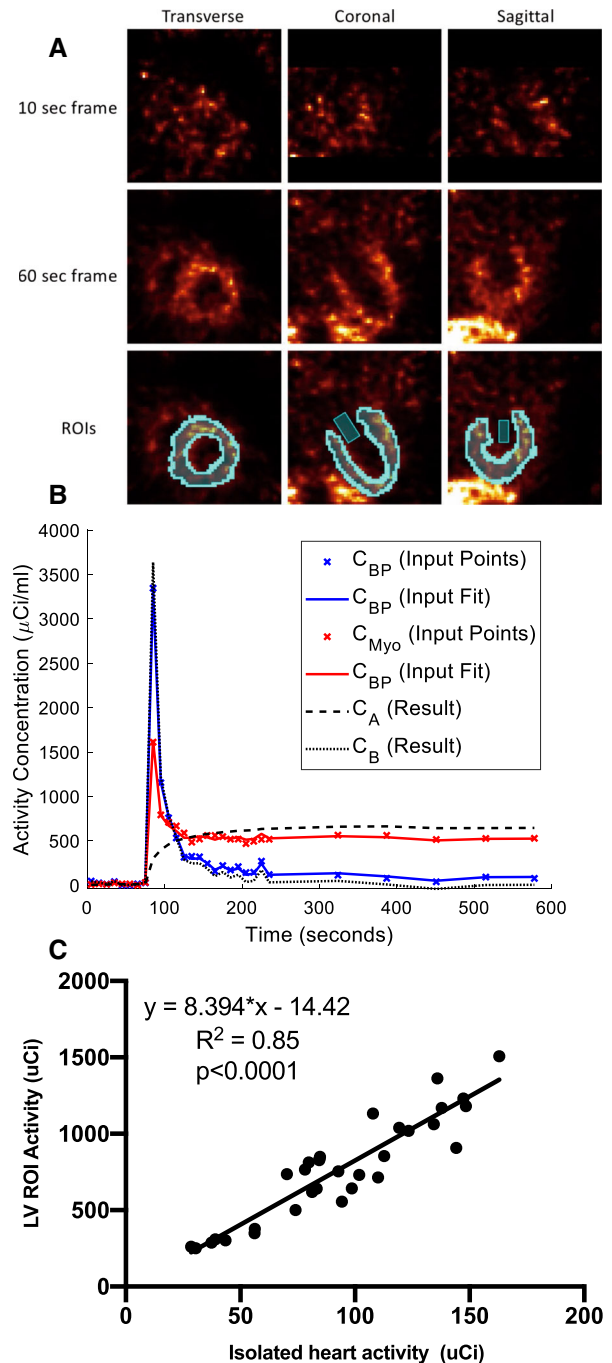 A
Transverse
Coronal
Sagittal
10 sec frame
60 sec frame
ROIs
B
Activity Concentration (μCi/ml)
4000
3500
3000
2500
2000
1500
1000
500
0
C_BP (Input Points)
C_BP (Input Fit)
C_Myo (Input Points)
C_BP (Input Fit)
C_A (Result)
C_B (Result)
0
100
200
300
400
500
600
Time (seconds)
C
LV ROI Activity (uCi)
2000
1500
1000
500
0
y = 8.394*x - 14.42
R² = 0.85
p<0.0001
0
50
100
150
200
Isolated heart activity (uCi)